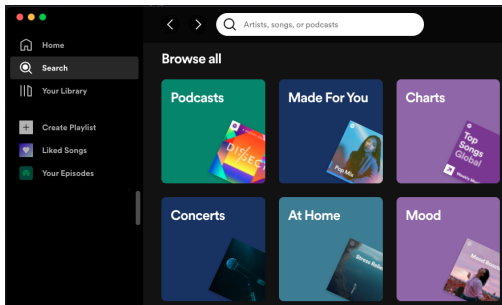 Artists, songs, or podcasts
Home
Search
Your Library
Create Playlist
Liked Songs
Your Episodes
Browse all
Podcasts
Made For You
Charts
DISSECT
Pop Mix
Top
Songs
Global
Concerts
At Home
Mood